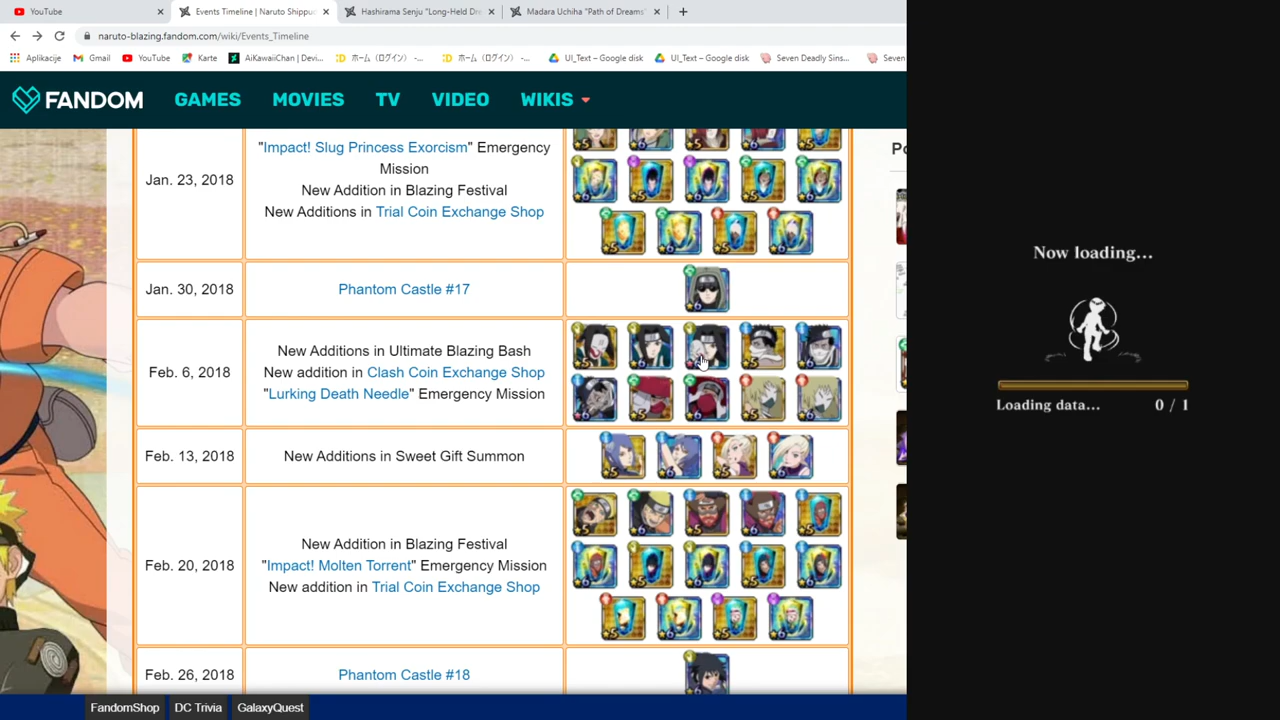 YouTube
Events Timeline | Naruto Shippu
Hashirama Senju "Long-Held Dre
Madara Uchiha "Path of Dreams"
naruto-blazing.fandom.com/wiki/Events_Timeline
Aplikacije
Gmail
YouTube
Karte
AiKawaiiChan | Devi...
ホーム（ログイン） -...
ホーム（ログイン） -...
UI_Text – Google disk
UI_Text – Google disk
Seven Deadly Sins...
Seven
FANDOM
GAMES
MOVIES
TV
VIDEO
WIKIS
Po
Jan. 23, 2018
"Impact! Slug Princess Exorcism" Emergency
Mission
New Addition in Blazing Festival
New Additions in Trial Coin Exchange Shop
Jan. 30, 2018
Phantom Castle #17
Feb. 6, 2018
New Additions in Ultimate Blazing Bash
New addition in Clash Coin Exchange Shop
"Lurking Death Needle" Emergency Mission
Feb. 13, 2018
New Additions in Sweet Gift Summon
Feb. 20, 2018
New Addition in Blazing Festival
"Impact! Molten Torrent" Emergency Mission
New addition in Trial Coin Exchange Shop
Feb. 26, 2018
Phantom Castle #18
FandomShop
DC Trivia
GalaxyQuest
Now loading...
Loading data... 0 / 1